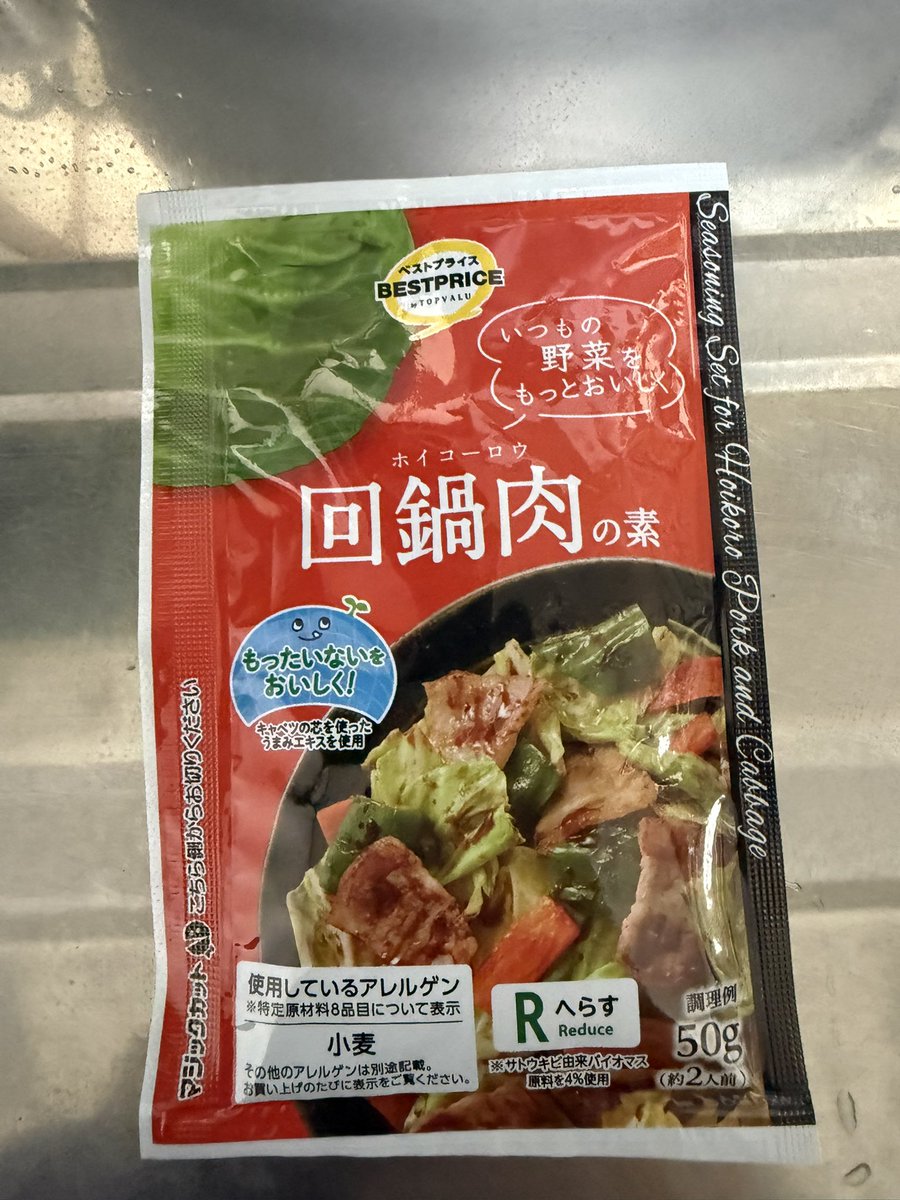 ベストプライス
BESTPRICE
by TOPVALU
いつもの
野菜を
もっとおいしく
ホイコーロウ
回鍋肉の素
Seasoning Set for Hoikoro Pork and Cabbage
もったいないを
おいしく!
キャベツの芯を使った
うまみエキスを使用
マジックカット こちら側からお切りください
使用しているアレルゲン
※特定原材料8品目について表示
小麦
その他のアレルゲンは別途記載。
お買い上げのたびに表示をご覧ください。
R へらす
Reduce
※サトウキビ由来バイオマス
原料を4%使用
調理例
50g
(約2人前)